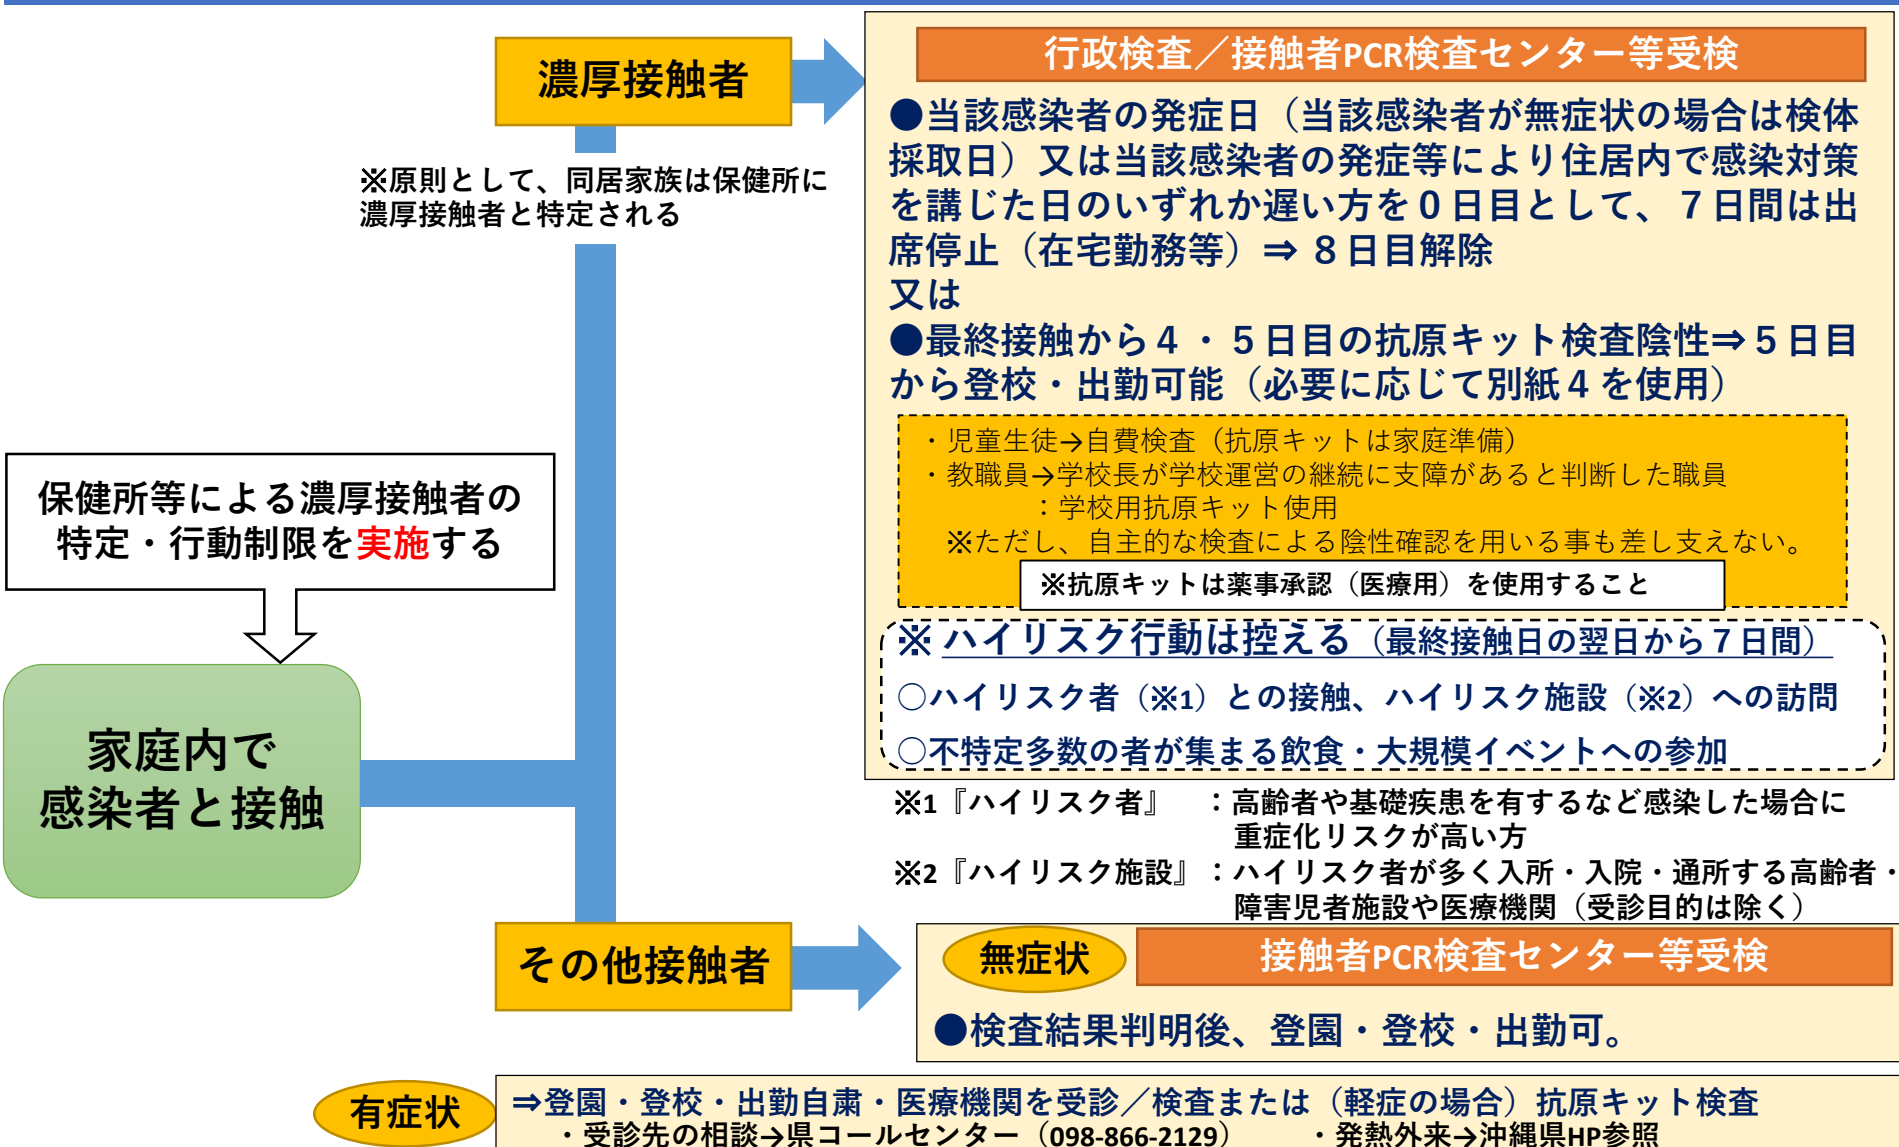 濃厚接触者
※原則として、同居家族は保健所に
濃厚接触者と特定される
行政検査／接触者PCR検査センター等受検
●当該感染者の発症日（当該感染者が無症状の場合は検体
採取日）又は当該感染者の発症等により住居内で感染対策
を講じた日のいずれか遅い方を０日目として、７日間は出
席停止（在宅勤務等）⇒８日目解除
又は
●最終接触から４・５日目の抗原キット検査陰性⇒５日目
から登校・出勤可能（必要に応じて別紙４を使用）
・児童生徒→自費検査（抗原キットは家庭準備）
・教職員→学校長が学校運営の継続に支障があると判断した職員
：学校用抗原キット使用
※ただし、自主的な検査による陰性確認を用いる事も差し支えない。
※抗原キットは薬事承認（医療用）を使用すること
※ハイリスク行動は控える（最終接触日の翌日から７日間）
○ハイリスク者（※1）との接触、ハイリスク施設（※2）への訪問
○不特定多数の者が集まる飲食・大規模イベントへの参加
※1『ハイリスク者』　：高齢者や基礎疾患を有するなど感染した場合に
重症化リスクが高い方
※2『ハイリスク施設』：ハイリスク者が多く入所・入院・通所する高齢者・
障害児者施設や医療機関（受診目的は除く）
保健所等による濃厚接触者の
特定・行動制限を実施する
家庭内で
感染者と接触
その他接触者
無症状
接触者PCR検査センター等受検
●検査結果判明後、登園・登校・出勤可。
有症状
⇒登園・登校・出勤自粛・医療機関を受診／検査または（軽症の場合）抗原キット検査
・受診先の相談→県コールセンター（098-866-2129）　　・発熱外来→沖縄県HP参照